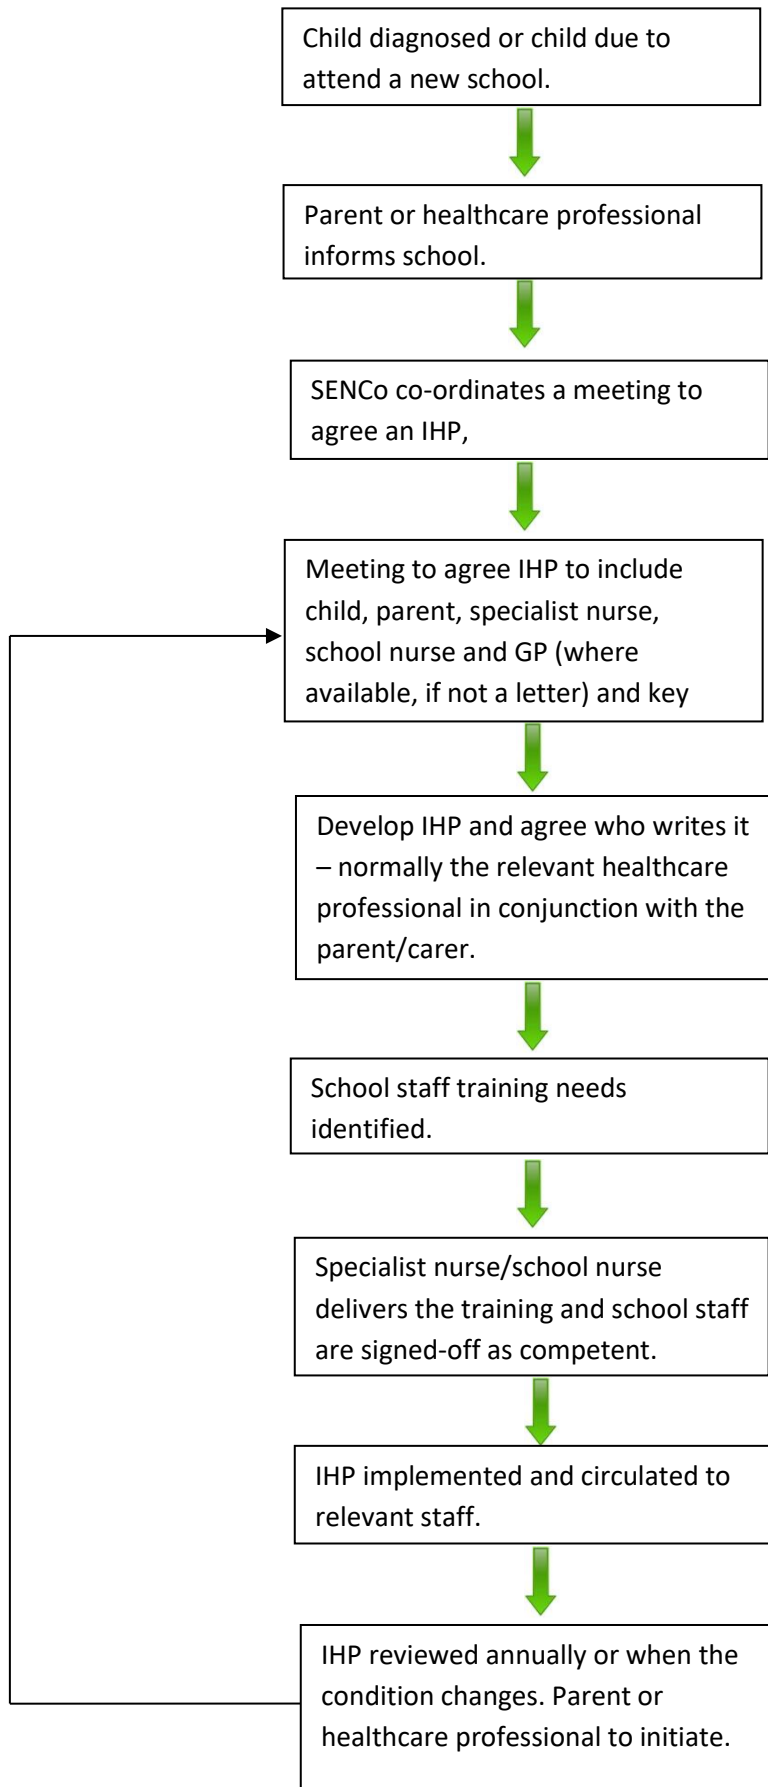 Child diagnosed or child due to
attend a new school.
Parent or healthcare professional
informs school.
SENCo co-ordinates a meeting to
agree an IHP,
Meeting to agree IHP to include
child, parent, specialist nurse,
school nurse and GP (where
available, if not a letter) and key
Develop IHP and agree who writes it
– normally the relevant healthcare
professional in conjunction with the
parent/carer.
School staff training needs
identified.
Specialist nurse/school nurse
delivers the training and school staff
are signed-off as competent.
IHP implemented and circulated to
relevant staff.
IHP reviewed annually or when the
condition changes. Parent or
healthcare professional to initiate.